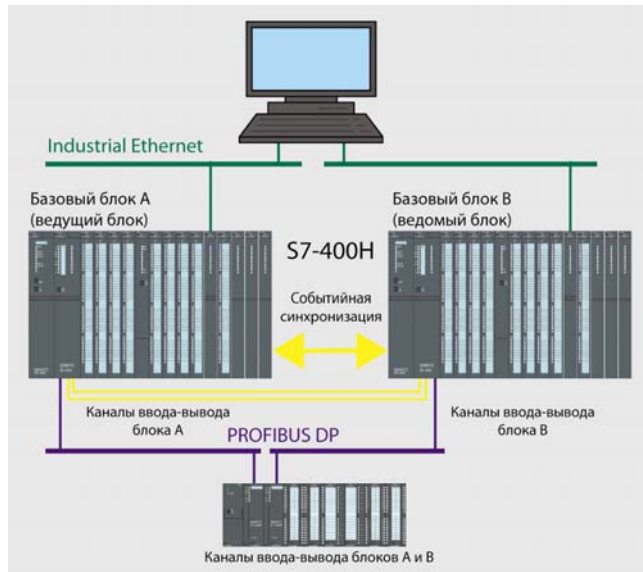 Industrial Ethernet
Базовый блок А
(ведущий блок)
Базовый блок В
(ведомый блок)
S7-400H
Событийная
синхронизация
Каналы ввода-вывода
блока А
Каналы ввода-вывода
блока В
PROFIBUS DP
Каналы ввода-вывода блоков А и В